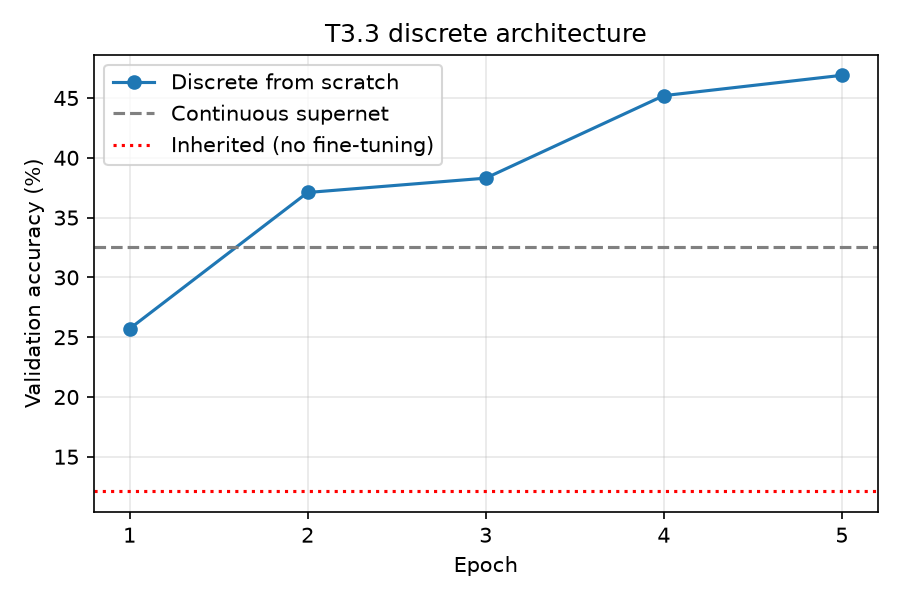 T3.3 discrete architecture
Discrete from scratch
Continuous supernet
Inherited (no fine-tuning)
Validation accuracy (%)
45
40
35
30
25
20
15
1 2 3 4 5
Epoch